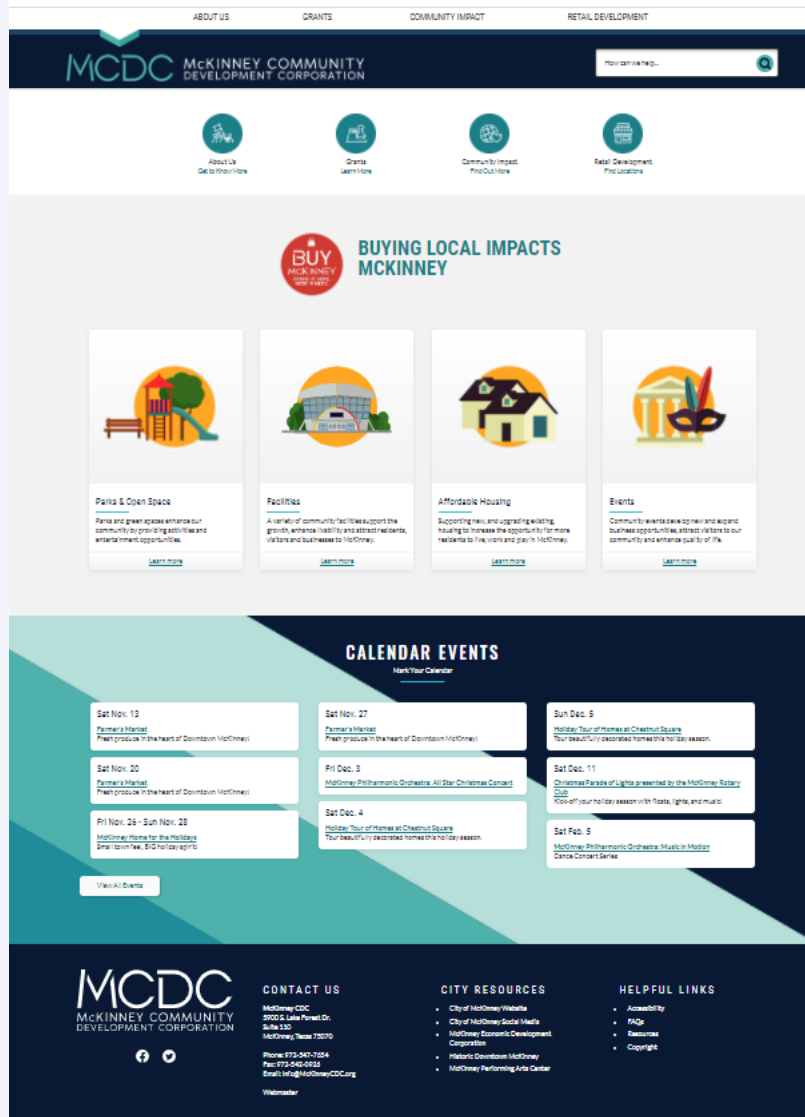 ABOUT US
GRANTS
COMMUNITY IMPACT
RETAIL DEVELOPMENT
MCDC
McKINNEY COMMUNITY
DEVELOPMENT CORPORATION
How can we help...
About Us
Get to Know More
Grants
Learn More
Community Impact
Find Out More
Retail Development
Find Locations
BUY
MCKINNEY
BUYING LOCAL IMPACTS
MCKINNEY
Parks & Open Space
Parks and green spaces enhance our
community by providing activities and
entertainment opportunities.
Learn more
Facilities
A variety of community facilities support the
growth, enhance livability and attract residents,
visitors and businesses to McKinney.
Learn more
Affordable Housing
Supporting new, and upgrading existing,
housing to increase the opportunity for more
residents to live, work and play in McKinney.
Learn more
Events
Community events develop new and expand
business opportunities, attract visitors to our
community and enhance quality of life.
Learn more
CALENDAR EVENTS
Mark Your Calendar
Sat Nov. 13
Farmer's Market
Fresh produce in the heart of Downtown McKinney!
Sat Nov. 20
Farmer's Market
Fresh produce in the heart of Downtown McKinney!
Fri Nov. 26 - Sun Nov. 28
McKinney Home for the Holidays
Small town feel, BIG holiday spirit!
Sat Nov. 27
Farmer's Market
Fresh produce in the heart of Downtown McKinney!
Fri Dec. 3
McKinney Philharmonic Orchestra: All Star Christmas Concert
Sat Dec. 4
Holiday Tour of Homes at Chestnut Square
Tour beautifully decorated homes this holiday season.
Sun Dec. 5
Holiday Tour of Homes at Chestnut Square
Tour beautifully decorated homes this holiday season.
Sat Dec. 11
Christmas Parade of Lights presented by the McKinney Rotary
Club
Kick-off your holiday season with floats, lights, and music!
Sat Feb. 5
McKinney Philharmonic Orchestra: Music in Motion
Dance Concert Series
View All Events
MCDC
McKINNEY COMMUNITY
DEVELOPMENT CORPORATION
CONTACT US
McKinney CDC
5900 S. Lake Forest Dr.
Suite 110
McKinney, Texas 75070
Phone: 972-547-7654
Fax: 972-542-0926
Email: info@McKinneyCDC.org
Webmaster
CITY RESOURCES
City of McKinney Website
City of McKinney Social Media
McKinney Economic Development
Corporation
Historic Downtown McKinney
McKinney Performing Arts Center
HELPFUL LINKS
Accessibility
FAQs
Resources
Copyright